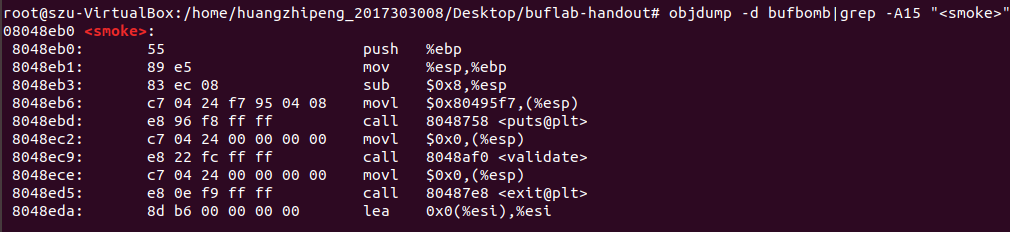 root@szu-VirtualBox:/home/huangzhipeng_2017303008/Desktop/buflab-handout# objdump -d bufbomb|grep -A15 "<smoke>"
08048eb0 <smoke>:
 8048eb0:	55	push   %ebp
 8048eb1:	89 e5	mov    %esp,%ebp
 8048eb3:	83 ec 08	sub    $0x8,%esp
 8048eb6:	c7 04 24 f7 95 04 08	movl   $0x80495f7,(%esp)
 8048ebd:	e8 96 f8 ff ff	call   8048758 <puts@plt>
 8048ec2:	c7 04 24 00 00 00 00	movl   $0x0,(%esp)
 8048ec9:	e8 22 fc ff ff	call   8048af0 <validate>
 8048ece:	c7 04 24 00 00 00 00	movl   $0x0,(%esp)
 8048ed5:	e8 0e f9 ff ff	call   80487e8 <exit@plt>
 8048eda:	8d b6 00 00 00 00	lea    0x0(%esi),%esi